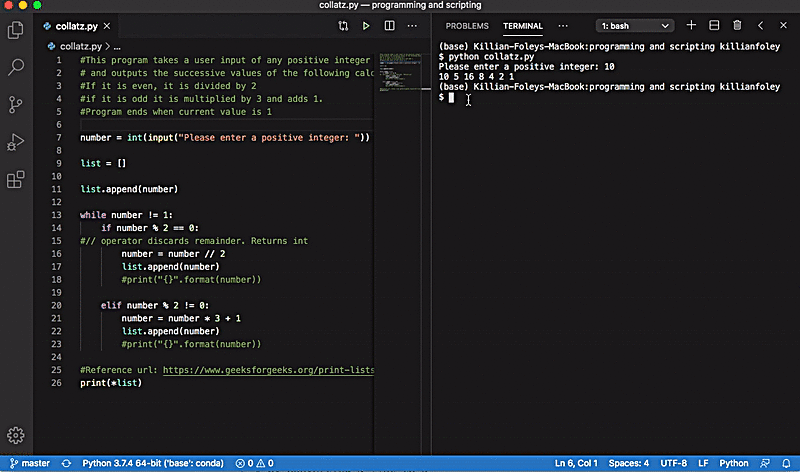 collatz.py — programming and scripting
collatz.py
PROBLEMS TERMINAL ··· 1: bash
collatz.py > ...
1 #This program takes a user input of any positive integer
2 # and outputs the successive values of the following calc
3 #If it is even, it is divided by 2
4 #if it is odd it is multiplied by 3 and adds 1.
5 #Program ends when current value is 1
6
7 number = int(input("Please enter a positive integer: "))
8
9 list = []
10
11 list.append(number)
12
13 while number != 1:
14 if number % 2 == 0:
15 #// operator discards remainder. Returns int
16 number = number // 2
17 list.append(number)
18 #print("{}".format(number))
19
20 elif number % 2 != 0:
21 number = number * 3 + 1
22 list.append(number)
23 #print("{}".format(number))
24
25 #Reference url: https://www.geeksforgeeks.org/print-lists
26 print(*list)
(base) Killian-Foleys-MacBook:programming and scripting killianfoley
$ python collatz.py
Please enter a positive integer: 10
10 5 16 8 4 2 1
(base) Killian-Foleys-MacBook:programming and scripting killianfoley
$
master Python 3.7.4 64-bit ('base': conda) 0 0 Ln 6, Col 1 Spaces: 4 UTF-8 LF Python